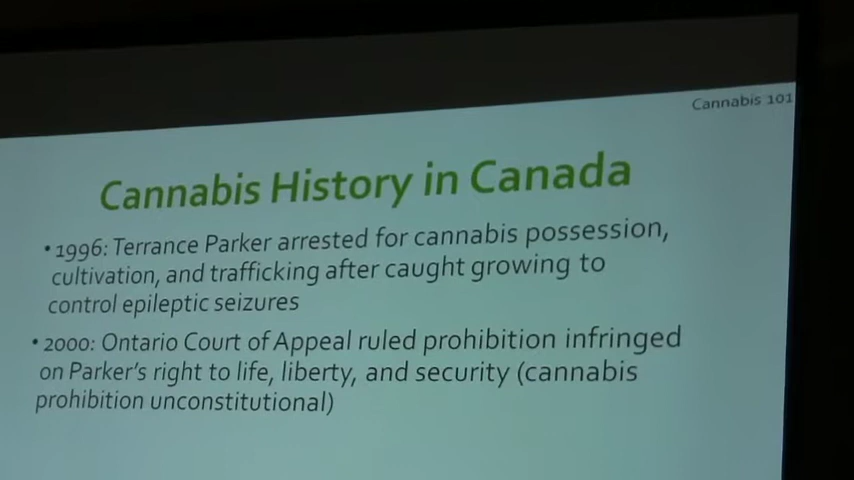 Cannabis 101
Cannabis History in Canada
• 1996: Terrance Parker arrested for cannabis possession,
cultivation, and trafficking after caught growing to
control epileptic seizures
• 2000: Ontario Court of Appeal ruled prohibition infringed
on Parker's right to life, liberty, and security (cannabis
prohibition unconstitutional)